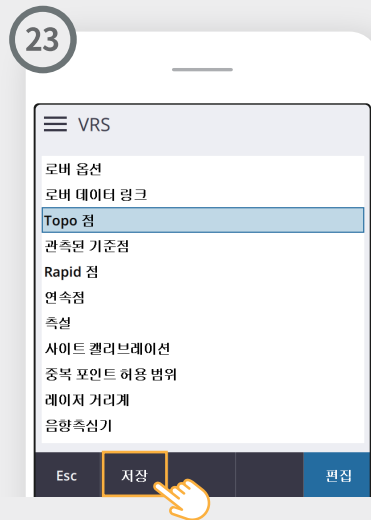 23
VRS
로버 옵션
로버 데이터 링크
Topo 점
관측된 기준점
Rapid 점
연속점
측설
사이트 캘리브레이션
중복 포인트 허용 범위
레이저 거리계
음향측심기
Esc 저장 편집